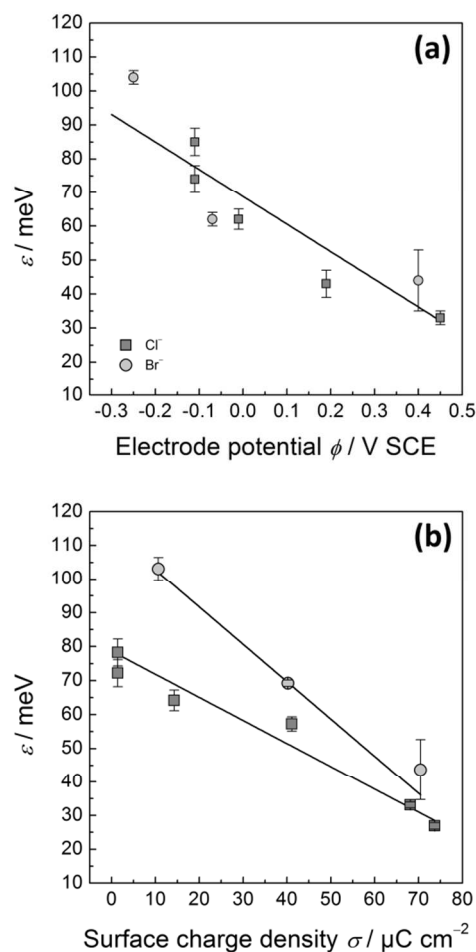 (a)
120
110
100
90
80
70
60
50
40
30
20
10
ε / meV
Cl⁻
Br⁻
-0.3 -0.2 -0.1 0.0 0.1 0.2 0.3 0.4 0.5
Electrode potential ϕ / V SCE
(b)
120
110
100
90
80
70
60
50
40
30
20
10
ε / meV
0 10 20 30 40 50 60 70 80
Surface charge density σ / µC cm⁻²